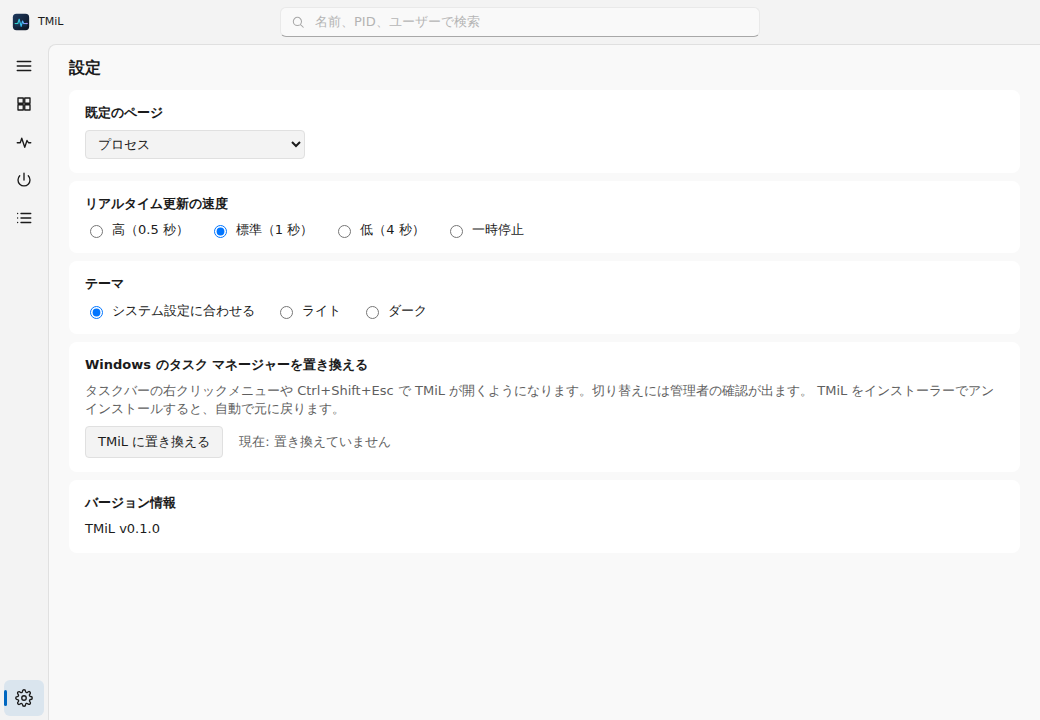 TMiL
名前、PID、ユーザーで検索
設定
既定のページ
プロセス
リアルタイム更新の速度
高（0.5 秒）
標準（1 秒）
低（4 秒）
一時停止
テーマ
システム設定に合わせる
ライト
ダーク
Windows のタスク マネージャーを置き換える
タスクバーの右クリックメニューや Ctrl+Shift+Esc で TMiL が開くようになります。切り替えには管理者の確認が出ます。 TMiL をインストーラーでアン
インストールすると、自動で元に戻ります。
TMiL に置き換える
現在: 置き換えていません
バージョン情報
TMiL v0.1.0